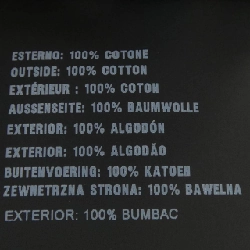 ESTERNO: 100% COTONE
OUTSIDE: 100% COTTON
EXTÉRIEUR : 100% COTON
AUSSENSEITE: 100% BAUMWOLLE
EXTERIOR: 100% ALGODÓN
EXTERIOR: 100% ALGODÃO
BUITENVOERING: 100% KATOEN
ZEWNETRZNA STRONA: 100% BAWELNA
EXTERIOR: 100% BUMBAC